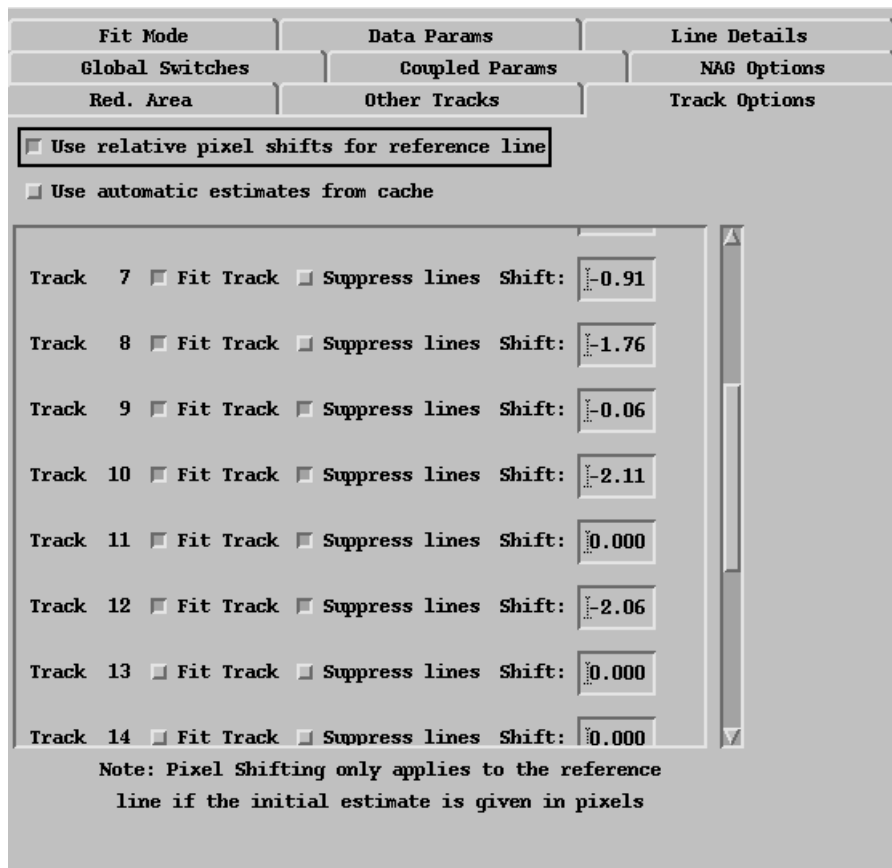 Fit Mode Data Params Line Details
Global Switches Coupled Params NAG Options
Red. Area Other Tracks Track Options
Use relative pixel shifts for reference line
Use automatic estimates from cache
Track 7 Fit Track Suppress lines Shift: -0.91
Track 8 Fit Track Suppress lines Shift: -1.76
Track 9 Fit Track Suppress lines Shift: -0.06
Track 10 Fit Track Suppress lines Shift: -2.11
Track 11 Fit Track Suppress lines Shift: 0.000
Track 12 Fit Track Suppress lines Shift: -2.06
Track 13 Fit Track Suppress lines Shift: 0.000
Track 14 Fit Track Suppress lines Shift: 0.000
Note: Pixel Shifting only applies to the reference
line if the initial estimate is given in pixels